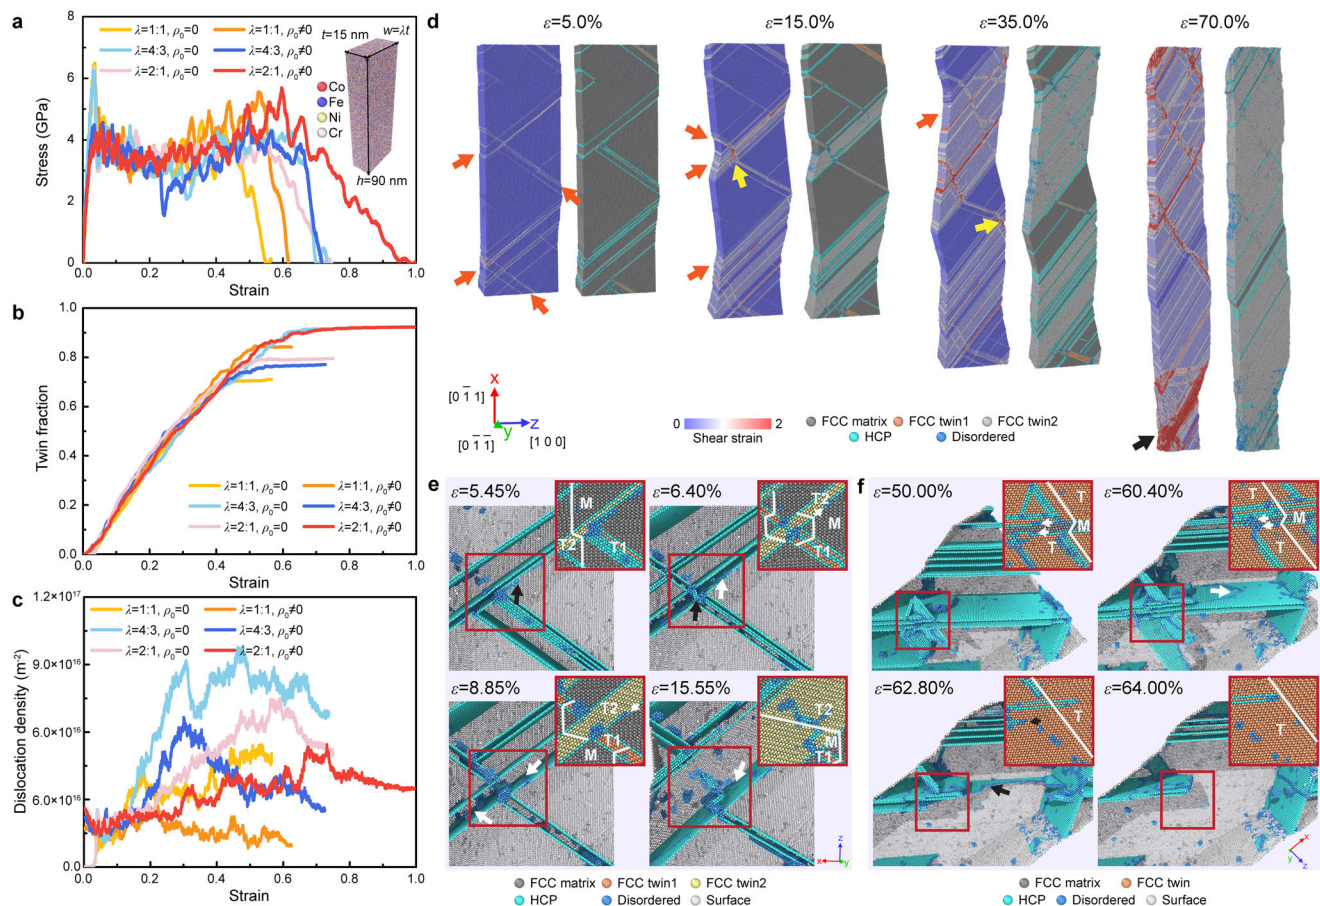 a
Stress (GPa)
8
6
4
2
0
0.0 0.2 0.4 0.6 0.8 1.0
Strain
λ=1:1, ρ₀=0
λ=1:1, ρ₀≠0
λ=4:3, ρ₀=0
λ=4:3, ρ₀≠0
λ=2:1, ρ₀=0
λ=2:1, ρ₀≠0
t=15 nm
w=λt
Co
Fe
Ni
Cr
h=90 nm
b
Twin fraction
1.0
0.8
0.6
0.4
0.2
0.0
0.0 0.2 0.4 0.6 0.8 1.0
Strain
λ=1:1, ρ₀=0
λ=1:1, ρ₀≠0
λ=4:3, ρ₀=0
λ=4:3, ρ₀≠0
λ=2:1, ρ₀=0
λ=2:1, ρ₀≠0
c
Dislocation density (m⁻²)
1.2×10¹⁷
9.0×10¹⁶
6.0×10¹⁶
6.0×10¹⁶
0.0
0.0 0.2 0.4 0.6 0.8 1.0
Strain
λ=1:1, ρ₀=0
λ=1:1, ρ₀≠0
λ=4:3, ρ₀=0
λ=4:3, ρ₀≠0
λ=2:1, ρ₀=0
λ=2:1, ρ₀≠0
d
ε=5.0%
ε=15.0%
ε=35.0%
ε=70.0%
x
[0 1̅ 1]
z
y
[0 1̅ 1̅]
[1 0 0]
0 2
Shear strain
FCC matrix FCC twin1 FCC twin2
HCP Disordered
e
ε=5.45%
M
T2
T1
ε=6.40%
T2
M
T1
ε=8.85%
T2
T1
M
T
ε=15.55%
T2
M
T1
z
x
y
FCC matrix FCC twin1 FCC twin2
HCP Disordered Surface
f
ε=50.00%
T
M
T
ε=60.40%
T
M
T
ε=62.80%
T
ε=64.00%
T
x
y
z
FCC matrix FCC twin
HCP Disordered Surface